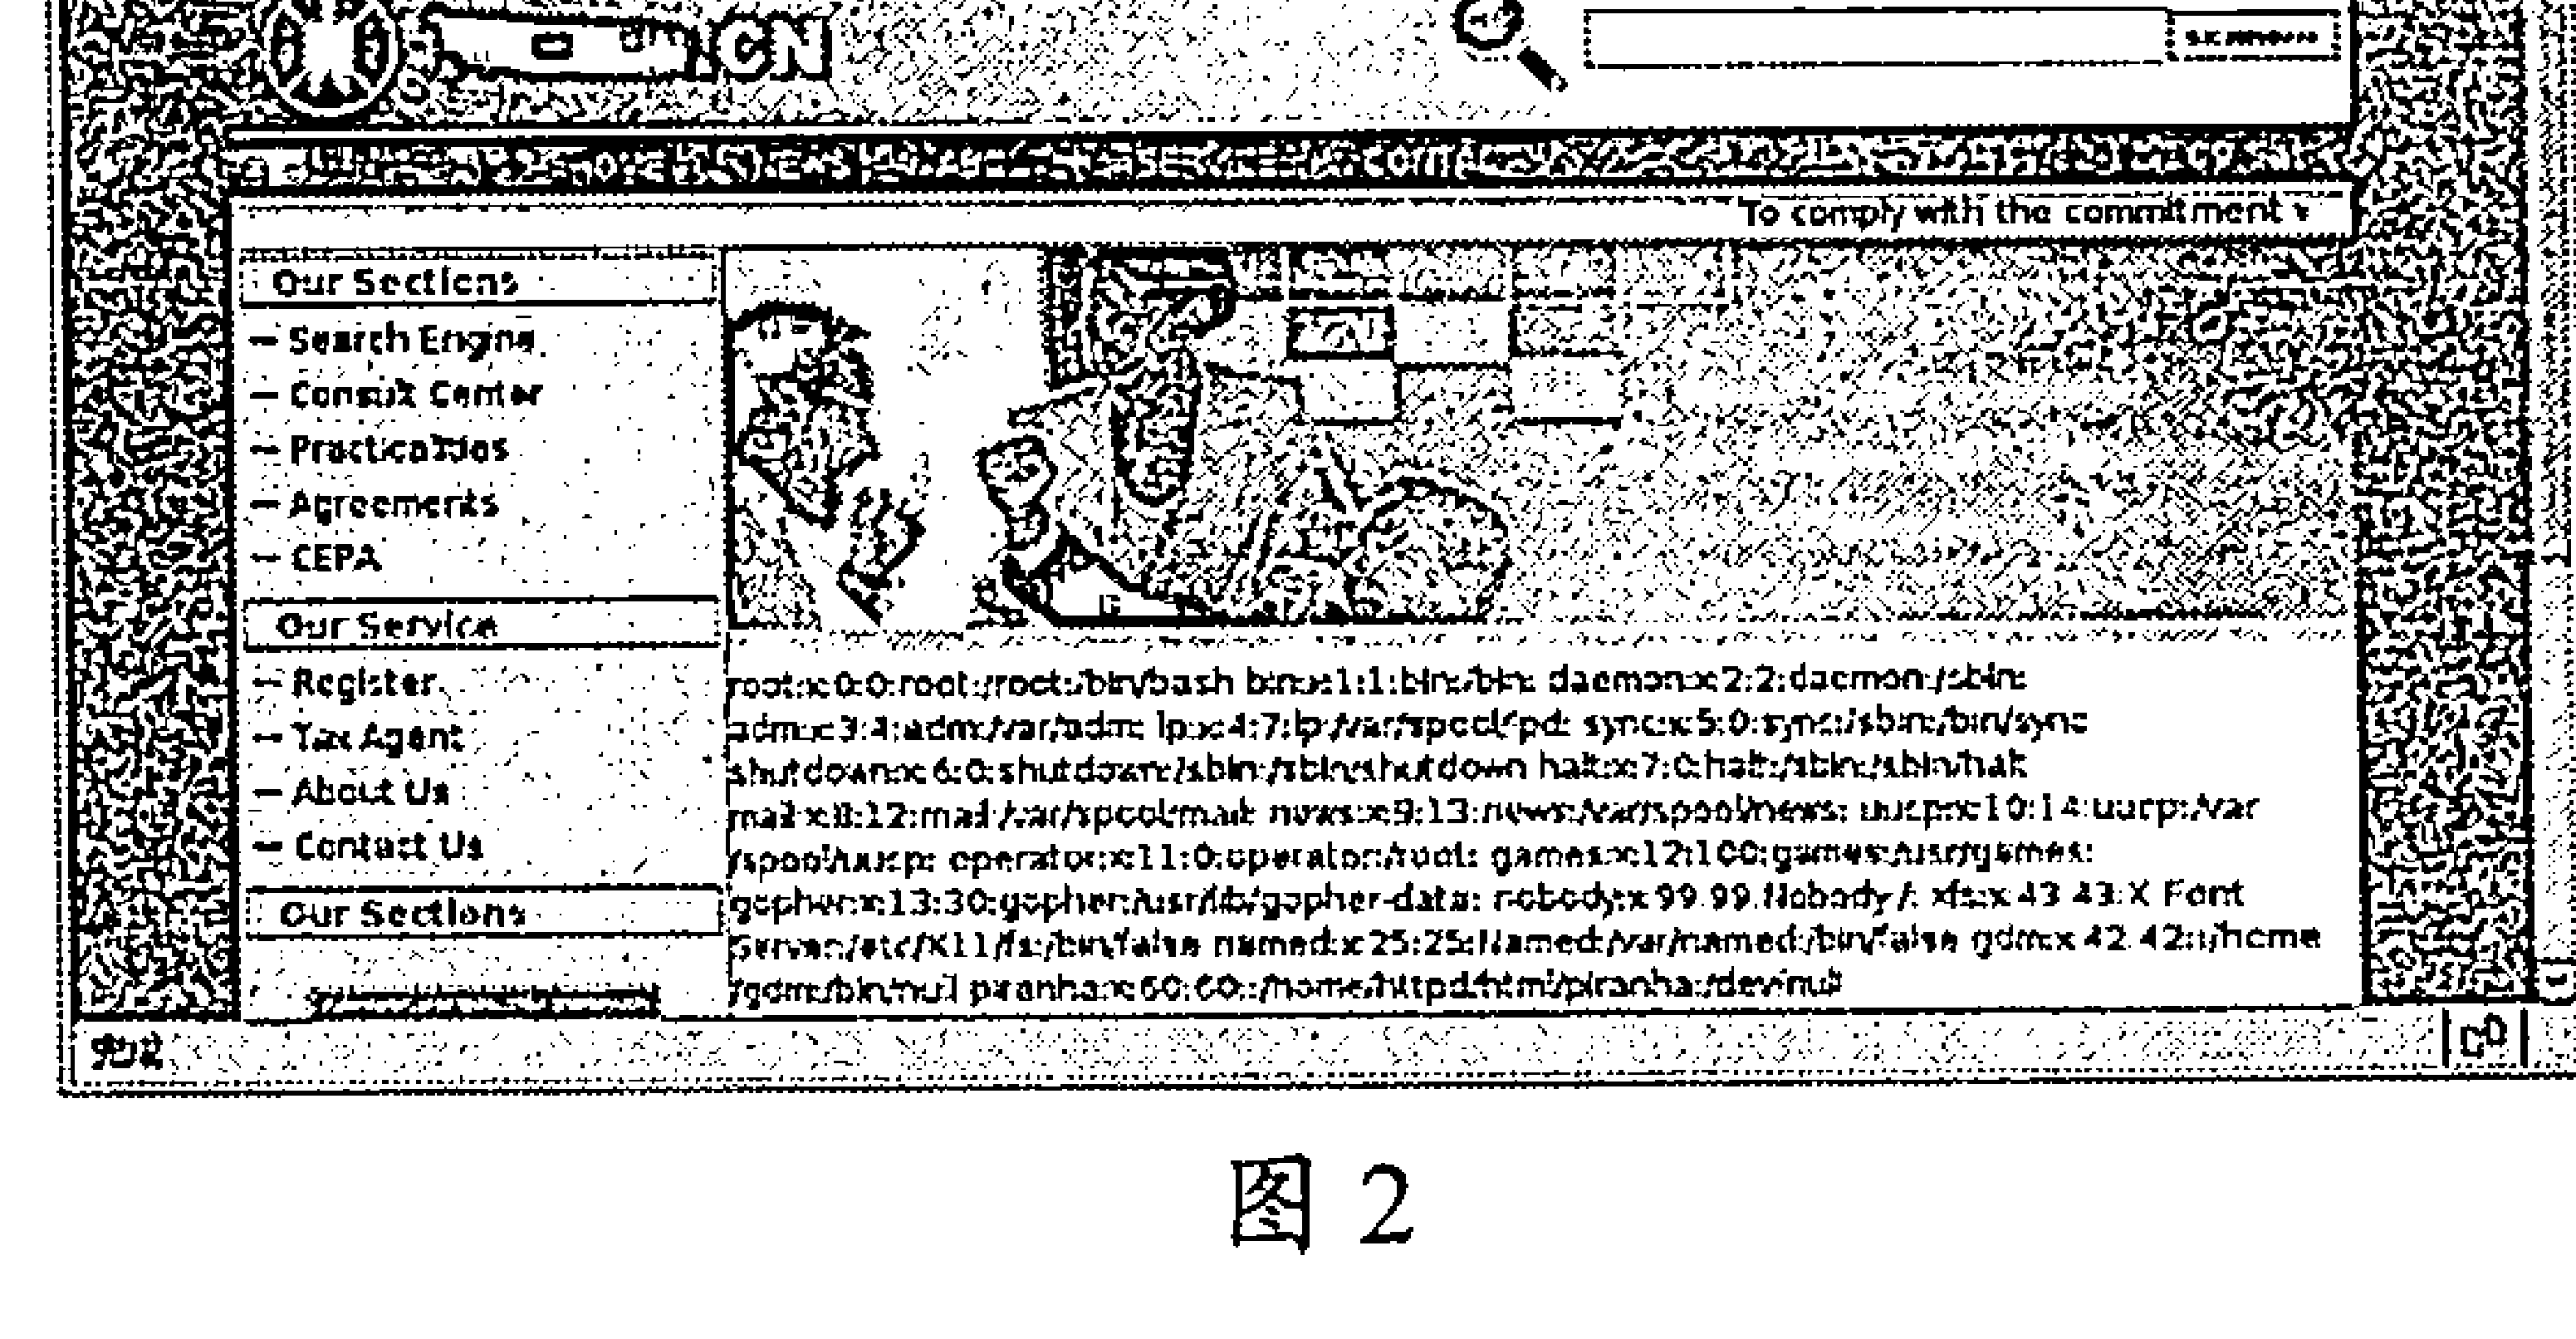 CN
To comply with the commitment
Our Sections
— Search Engine
— Consult Center
— Practicalities
— Agreements
— CEPA
Our Service
— Register
— Tax Agent
— About Us
— Contact Us
Our Sections
root:x:0:0:root:/root:/bin/bash bin:x:1:1:bin:/bin: daemon:x:2:2:daemon:/sbin:
adm:x:3:4:adm:/var/adm: lp:x:4:7:lp:/var/spool/lpd: sync:x:5:0:sync:/sbin:/bin/sync
shutdown:x:6:0:shutdown:/sbin:/sbin/shutdown halt:x:7:0:halt:/sbin:/sbin/halt
mail:x:8:12:mail:/var/spool/mail: news:x:9:13:news:/var/spool/news: uucp:x:10:14:uucp:/var
/spool/uucp: operator:x:11:0:operator:/root: games:x:12:100:games:/usr/games:
gopher:x:13:30:gopher:/usr/lib/gopher-data: nobody:x:99:99:Nobody:/: xfs:x:43:43:X Font
Server:/etc/X11/fs:/bin/false named:x:25:25:Named:/var/named:/bin/false gdm:x:42:42::/home
/gdm:/bin/null piranha:x:60:60::/home/httpd/html/piranha:/dev/null
完成
图 2